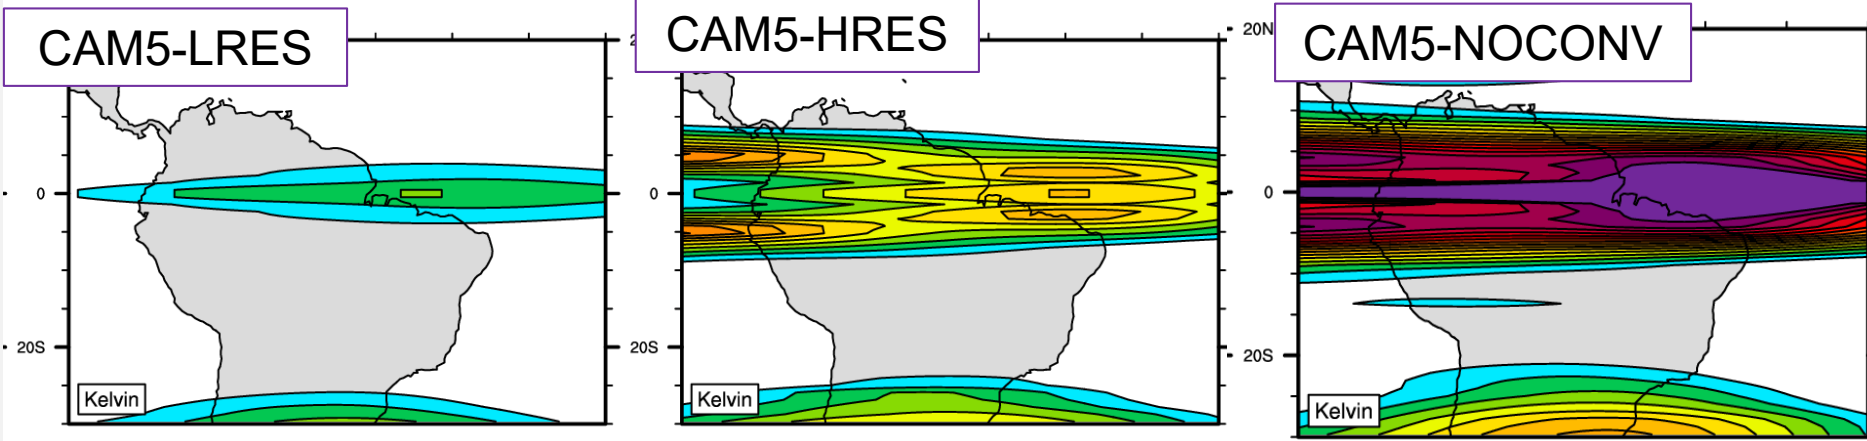 CAM5-LRES
CAM5-HRES
CAM5-NOCONV
0
20S
Kelvin
0
20S
Kelvin
20N
0
20S
Kelvin